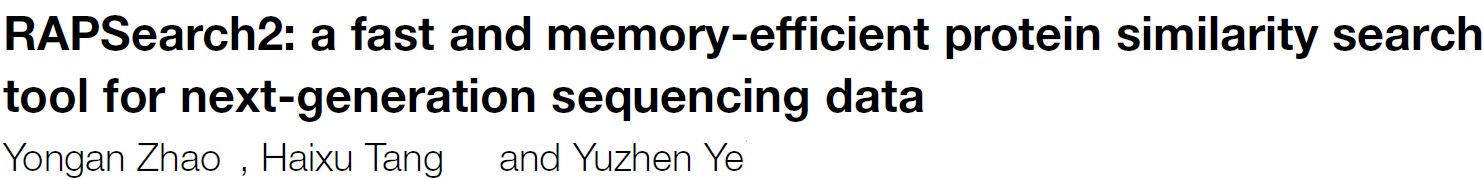 RAPSearch2: a fast and memory-efficient protein similarity search
tool for next-generation sequencing data
Yongan Zhao , Haixu Tang and Yuzhen Ye